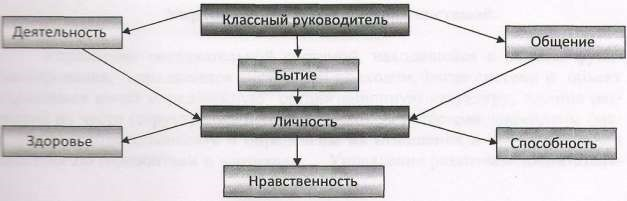 Классный руководитель
Деятельность
Общение
Бытие
Личность
Здоровье
Способность
Нравственность